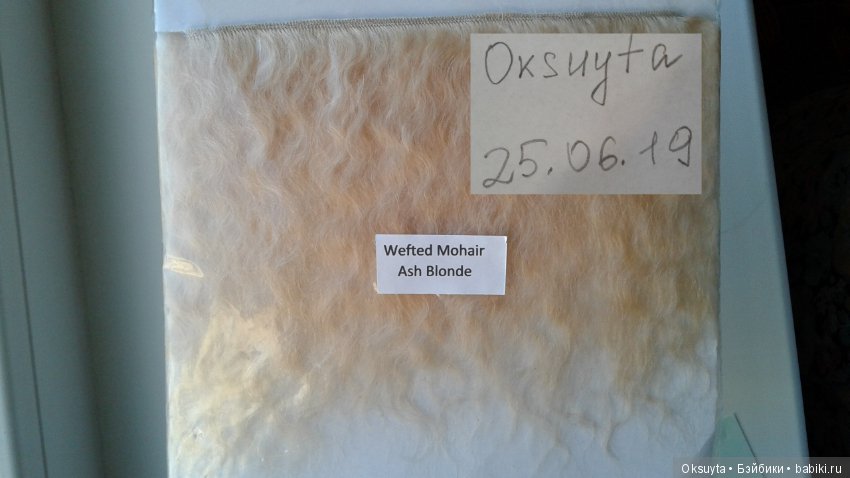 Oksuyta
25.06.19
Wefted Mohair
Ash Blonde
Oksuyta • Бэйбики • babiki.ru